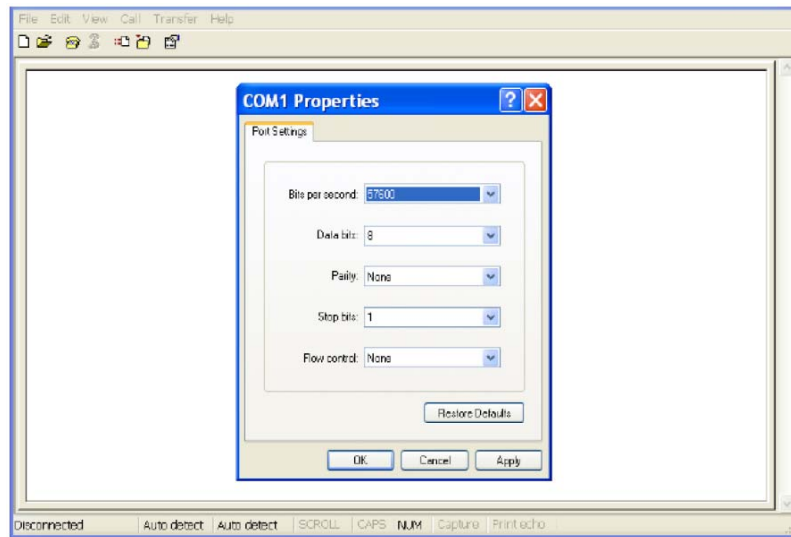 File Edit View Call Transfer Help
COM1 Properties
Port Settings
Bits per second: 57600
Data bits: 8
Parity: None
Stop bits: 1
Flow control: None
Restore Defaults
OK Cancel Apply
Disconnected Auto detect Auto detect SCROLL CAPS NUM Capture Print echo